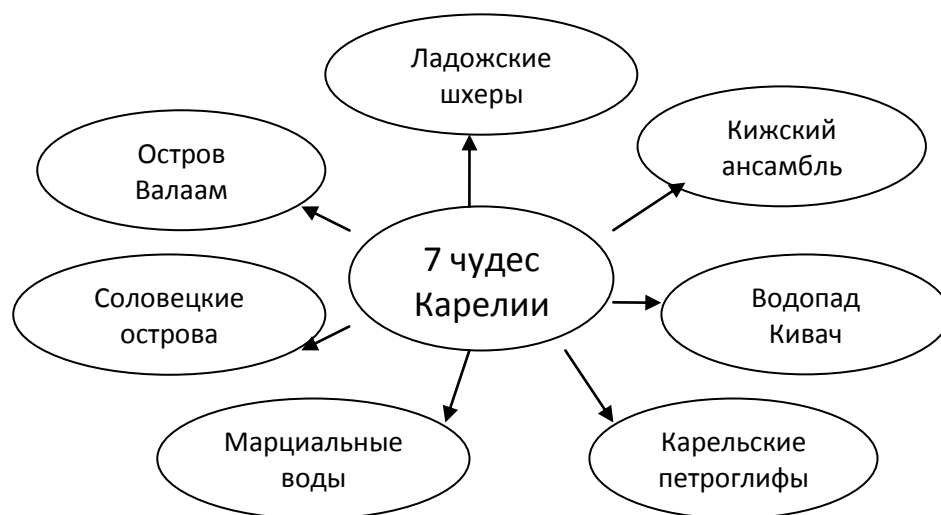 Ладожские
шхеры
Кижский
ансамбль
Остров
Валаам
7 чудес
Карелии
Соловецкие
острова
Водопад
Кивач
Марциальные
воды
Карельские
петроглифы